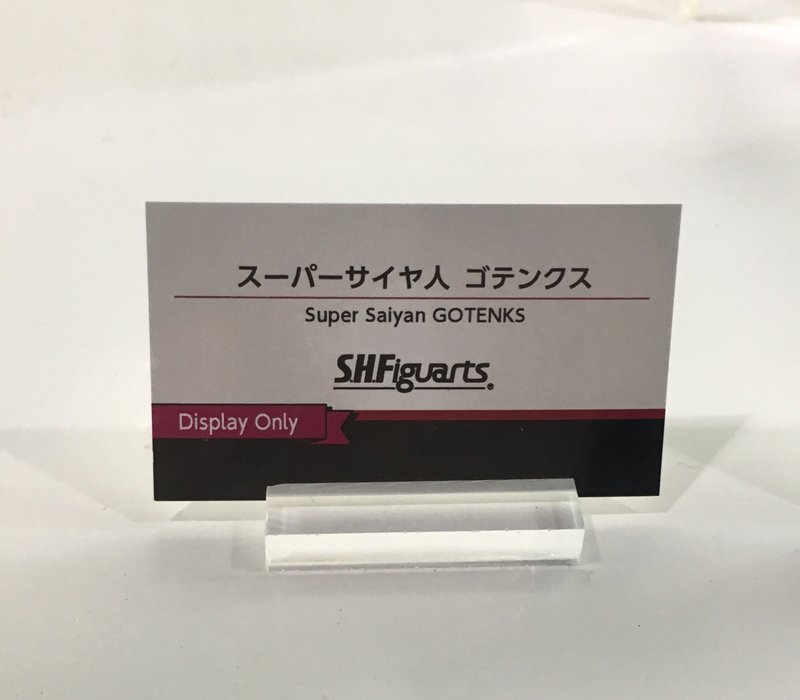 スーパーサイヤ人 ゴテンクス
Super Saiyan GOTENKS
S.H.Figuarts®
Display Only